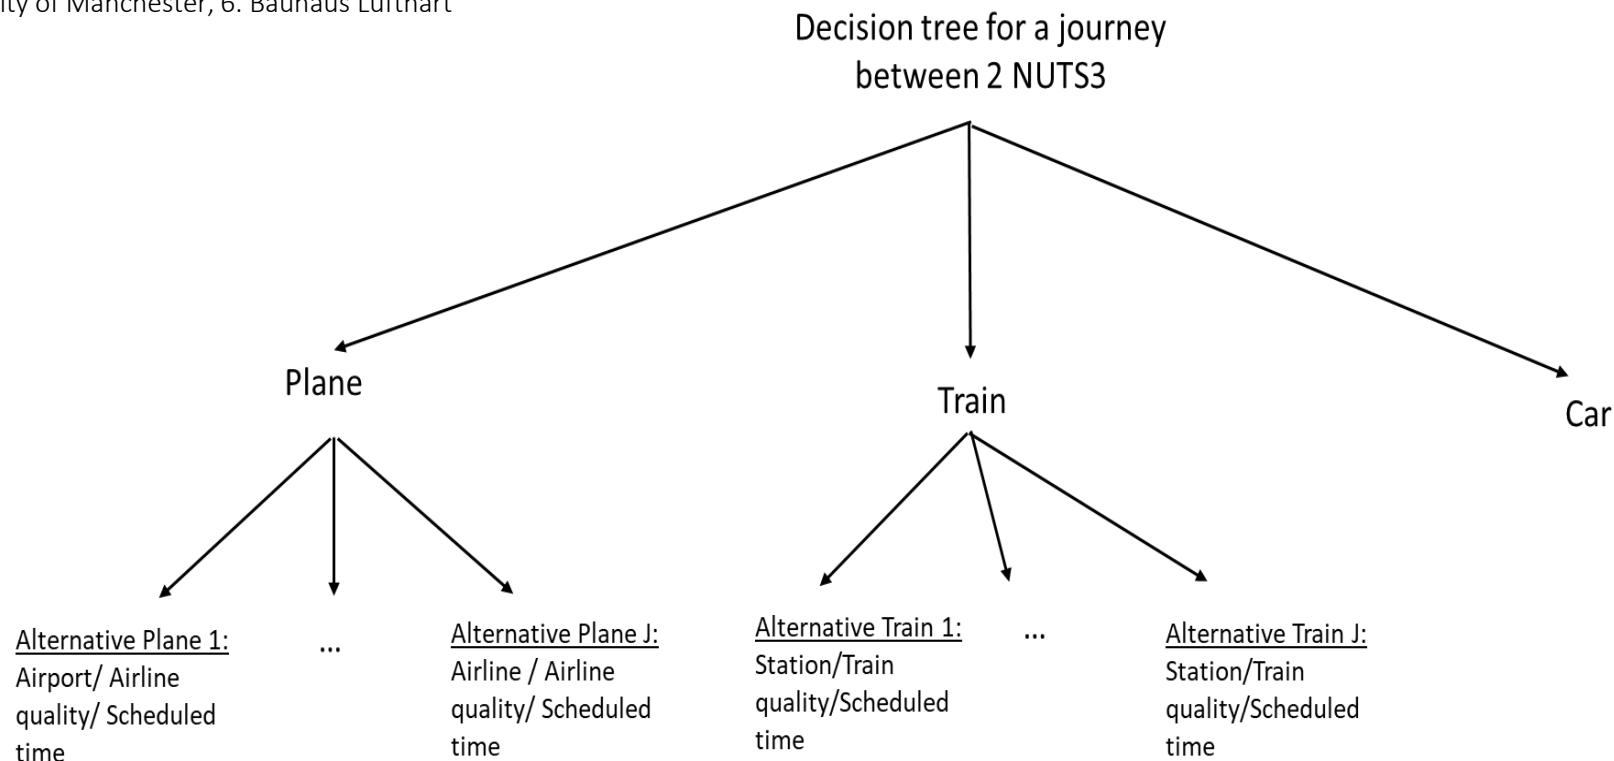 ity of Manchester, 6. Bauhaus Lufthart
Decision tree for a journey
between 2 NUTS3
Plane
Train
Car
Alternative Plane 1:
Airport/ Airline
quality/ Scheduled
time
...
Alternative Plane J:
Airline / Airline
quality/ Scheduled
time
Alternative Train 1:
Station/Train
quality/Scheduled
time
...
Alternative Train J:
Station/Train
quality/Scheduled
time